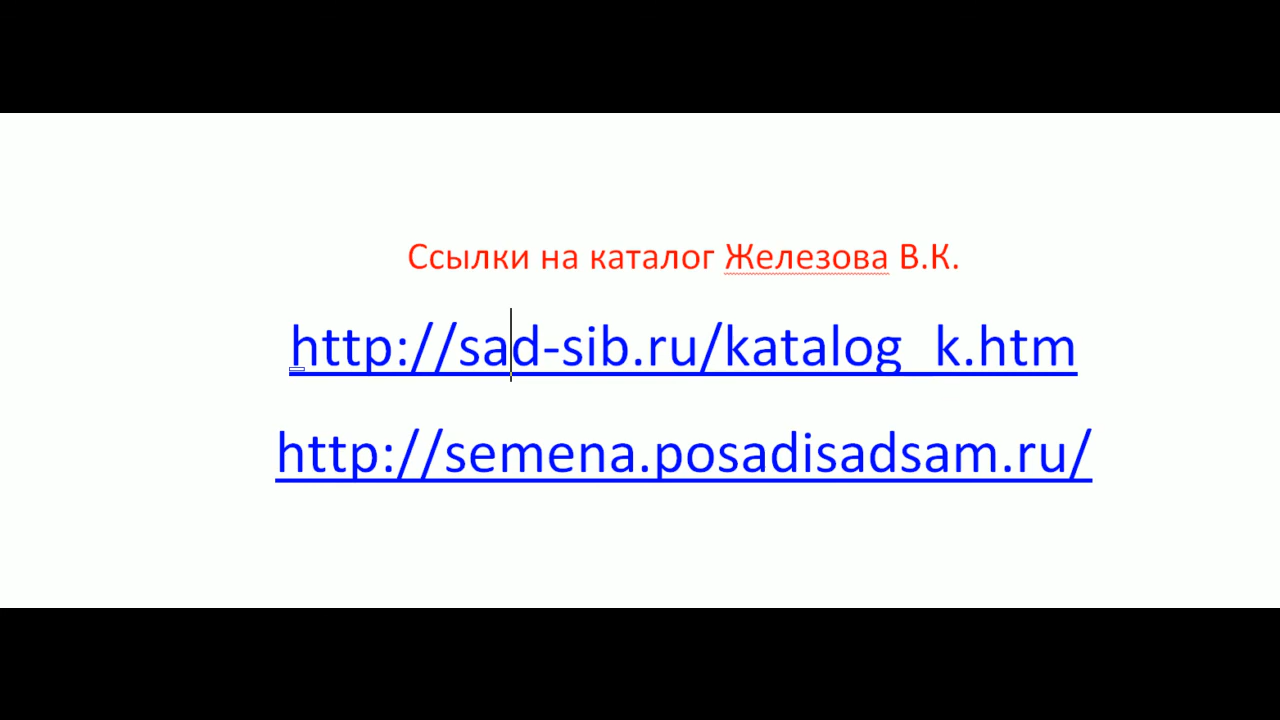 Ссылки на каталог Железова В.К.
http://sad-sib.ru/katalog_k.htm
http://semena.posadisadsam.ru/